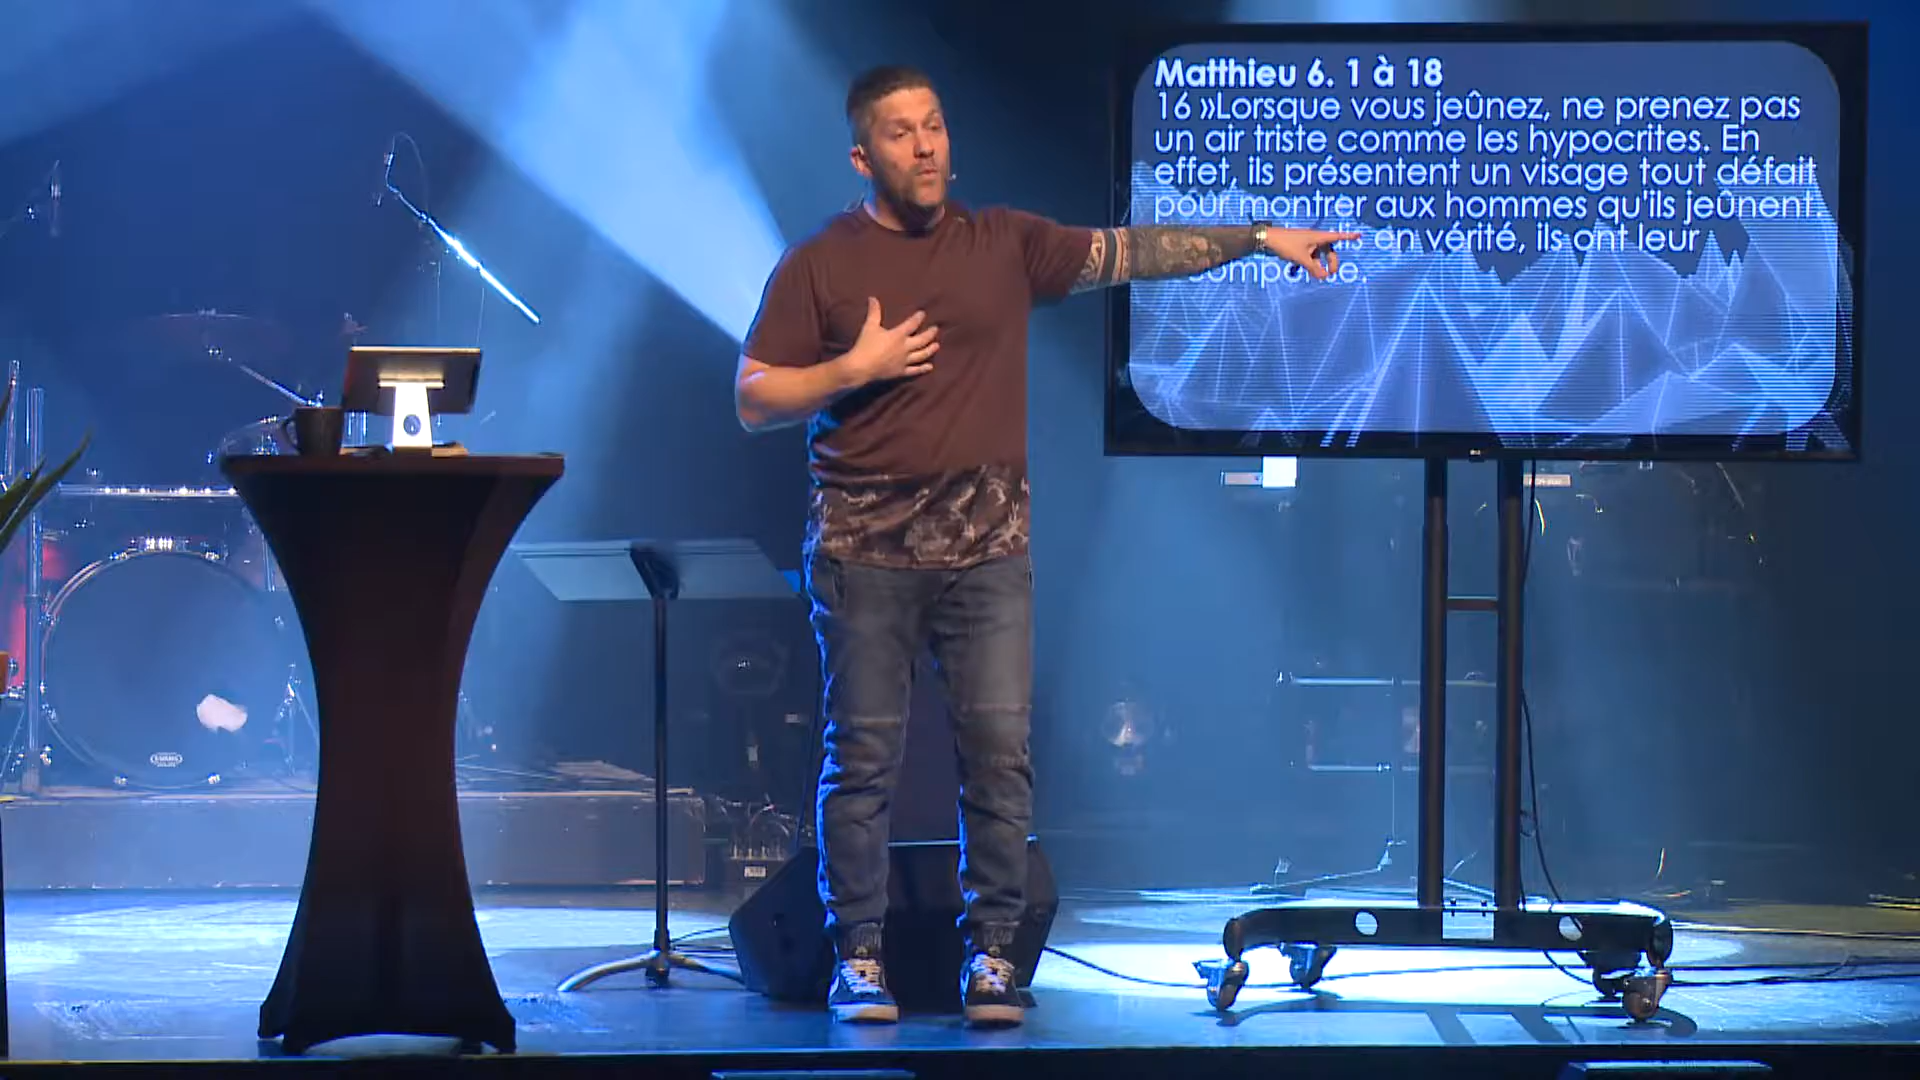 Matthieu 6. 1 à 18
16 »Lorsque vous jeûnez, ne prenez pas
un air triste comme les hypocrites. En
effet, ils présentent un visage tout défait
pour montrer aux hommes qu'ils jeûnent.
en vérité, ils ont leur
EVANS